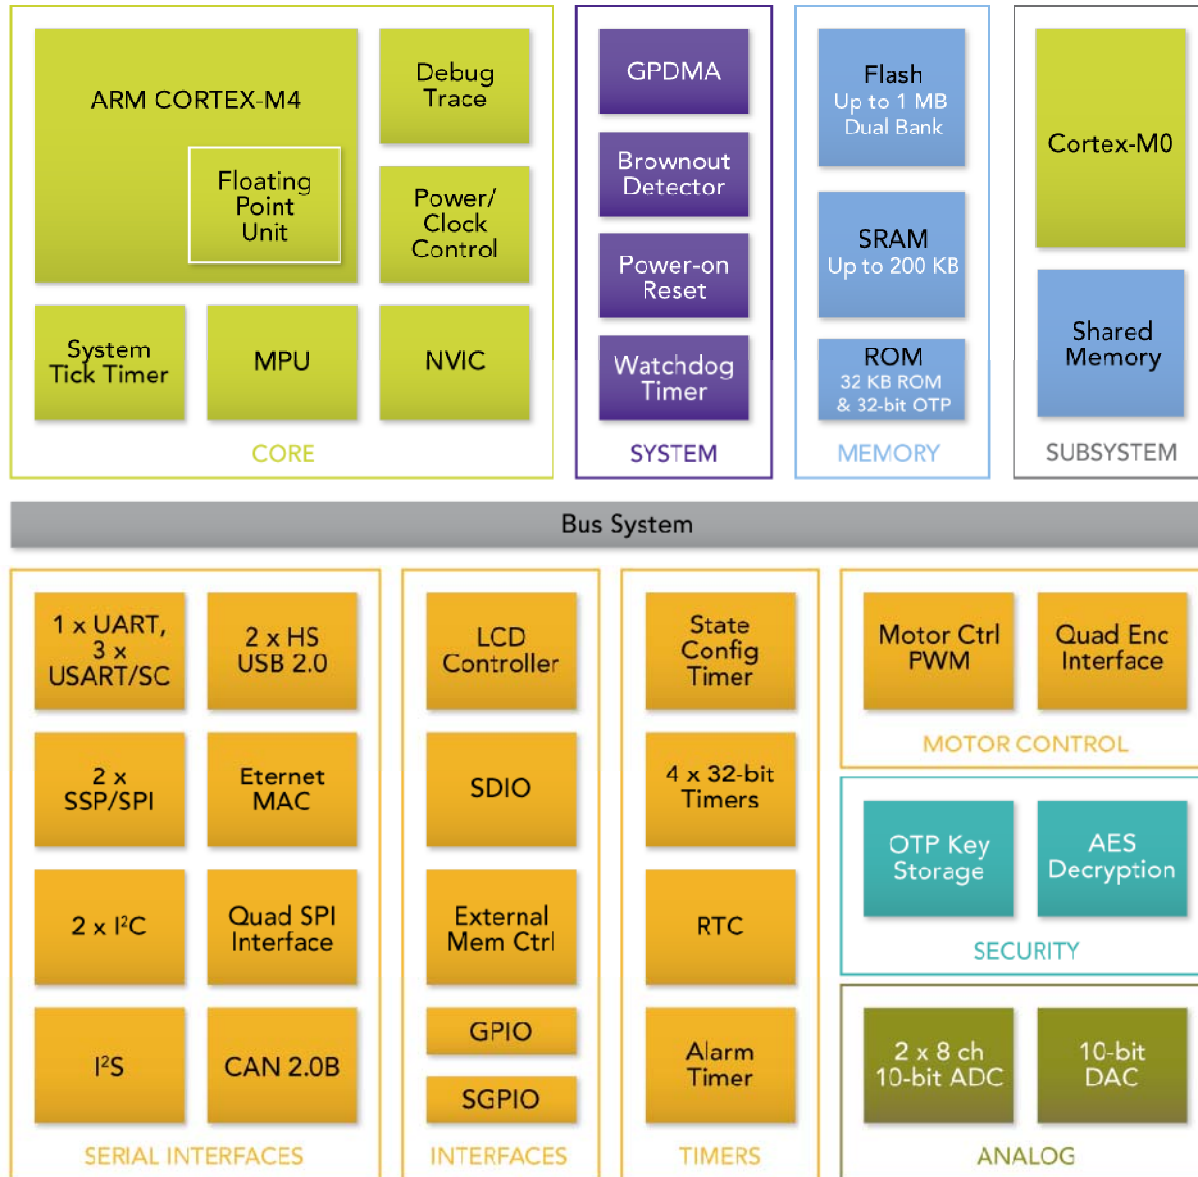 ARM CORTEX-M4
Floating
Point
Unit
Debug
Trace
Power/
Clock
Control
System
Tick Timer
MPU
NVIC
CORE
GPDMA
Brownout
Detector
Power-on
Reset
Watchdog
Timer
SYSTEM
Flash
Up to 1 MB
Dual Bank
SRAM
Up to 200 KB
ROM
32 KB ROM
& 32-bit OTP
MEMORY
Cortex-M0
Shared
Memory
SUBSYSTEM
Bus System
1 x UART,
3 x
USART/SC
2 x HS
USB 2.0
2 x
SSP/SPI
Eternet
MAC
2 x I²C
Quad SPI
Interface
I²S
CAN 2.0B
SERIAL INTERFACES
LCD
Controller
SDIO
External
Mem Ctrl
GPIO
SGPIO
INTERFACES
State
Config
Timer
4 x 32-bit
Timers
RTC
Alarm
Timer
TIMERS
Motor Ctrl
PWM
Quad Enc
Interface
MOTOR CONTROL
OTP Key
Storage
AES
Decryption
SECURITY
2 x 8 ch
10-bit ADC
10-bit
DAC
ANALOG